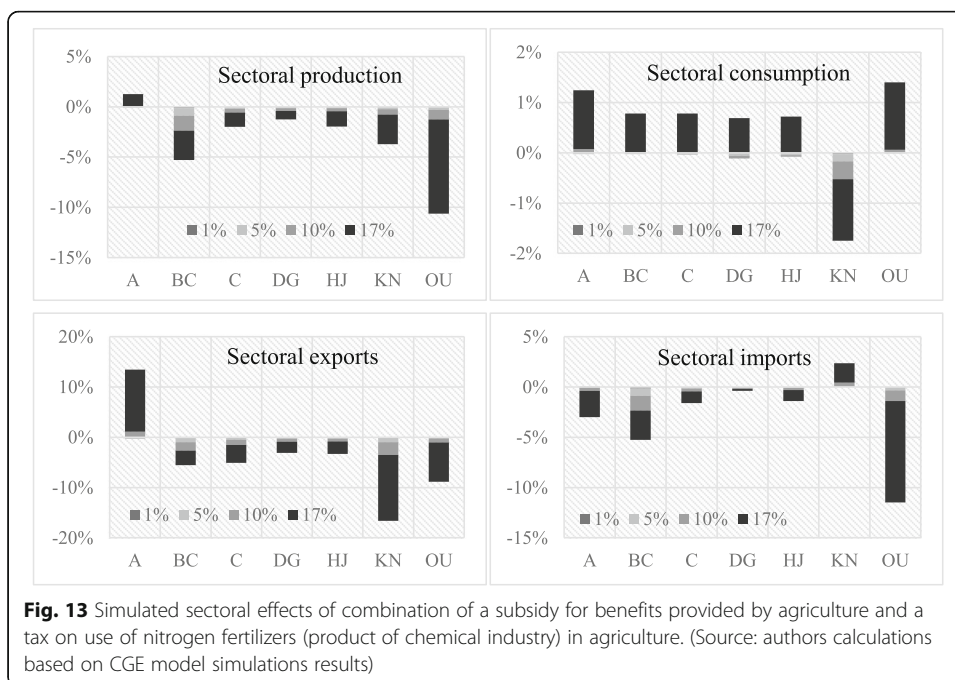 5%
Sectoral production
0%
-5%
-10%
1% 5% 10% 17%
-15%
A BC C DG HJ KN OU
2%
Sectoral consumption
1%
0%
-1%
1% 5% 10% 17%
-2%
A BC C DG HJ KN OU
20%
Sectoral exports
10%
0%
-10%
1% 5% 10% 17%
-20%
A BC C DG HJ KN OU
5%
Sectoral imports
0%
-5%
-10%
1% 5% 10% 17%
-15%
A BC C DG HJ KN OU
Fig. 13 Simulated sectoral effects of combination of a subsidy for benefits provided by agriculture and a
tax on use of nitrogen fertilizers (product of chemical industry) in agriculture. (Source: authors calculations
based on CGE model simulations results)